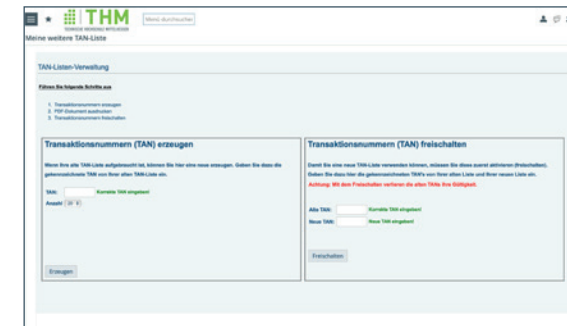 THM
TECHNISCHE HOCHSCHULE MITTELHESSEN
Menü durchsuchen
Meine weitere TAN-Liste
TAN-Listen-Verwaltung
Führen Sie folgende Schritte aus
1. Transaktionsnummern erzeugen
2. PDF-Dokument ausdrucken
3. Transaktionsnummern freischalten
Transaktionsnummern (TAN) erzeugen
Wenn Ihre alte TAN-Liste aufgebraucht ist, können Sie hier eine neue erzeugen. Geben Sie dazu die
gekennzeichnete TAN von Ihrer alten TAN-Liste ein.
TAN: Korrekte TAN eingeben!
Anzahl
Erzeugen
Transaktionsnummern (TAN) freischalten
Damit Sie eine neue TAN-Liste verwenden können, müssen Sie diese zuerst aktivieren (freischalten).
Geben Sie dazu hier die gekennzeichneten TAN's von Ihrer alten Liste und Ihrer neuen Liste ein.
Achtung: Mit dem Freischalten verlieren die alten TANs ihre Gültigkeit.
Alte TAN: Korrekte TAN eingeben!
Neue TAN: Neue TAN eingeben!
Freischalten